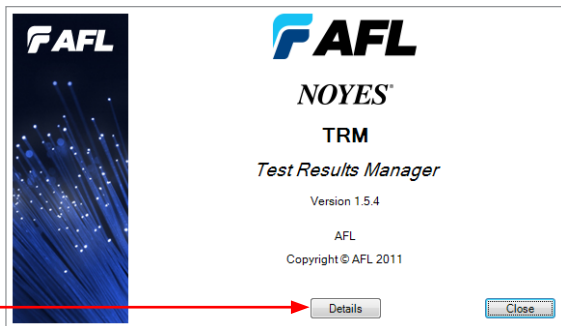 AFL
AFL
NOYES®
TRM
Test Results Manager
Version 1.5.4
AFL
Copyright © AFL 2011
Details
Close